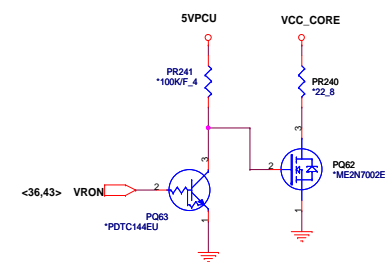 5VPCU
VCC_CORE
PR241
*100K/F_4
PR240
*22_8
3
3
2
PQ62
*ME2N7002E
<36,43>
VRON
2
PQ63
*PDTC144EU
1
1